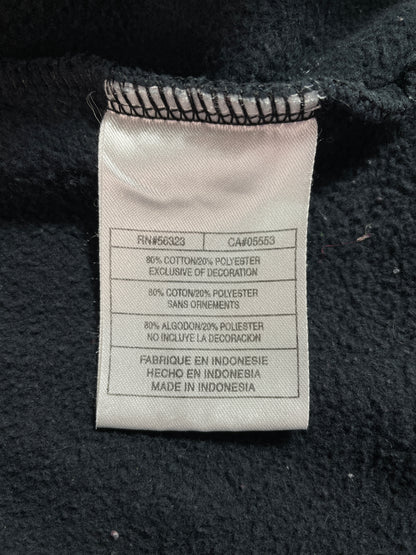 RN#56323 CA#05553
80% COTTON/20% POLYESTER
EXCLUSIVE OF DECORATION
80% COTON/20% POLYESTER
SANS ORNEMENTS
80% ALGODON/20% POLIESTER
NO INCLUYE LA DECORACION
FABRIQUE EN INDONESIE
HECHO EN INDONESIA
MADE IN INDONESIA